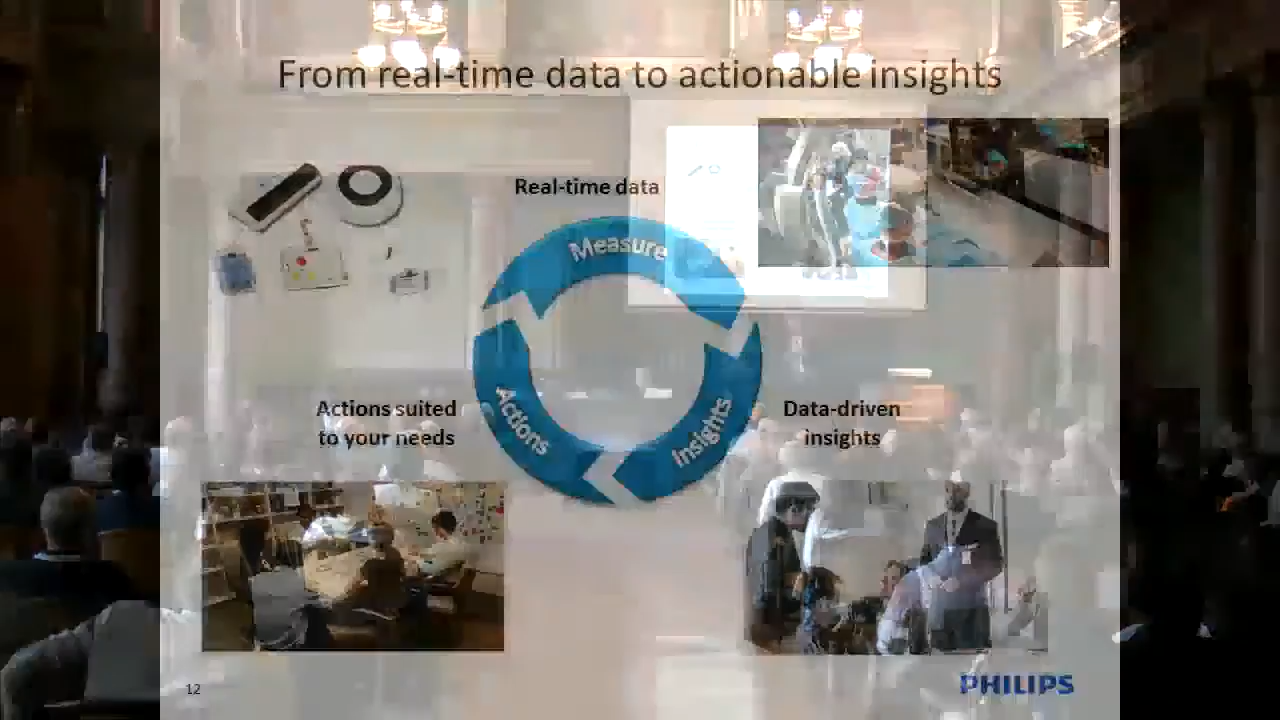 From real-time data to actionable insights
Real-time data
Measure
Actions
Insights
Actions suited
to your needs
Data-driven
insights
12
PHILIPS